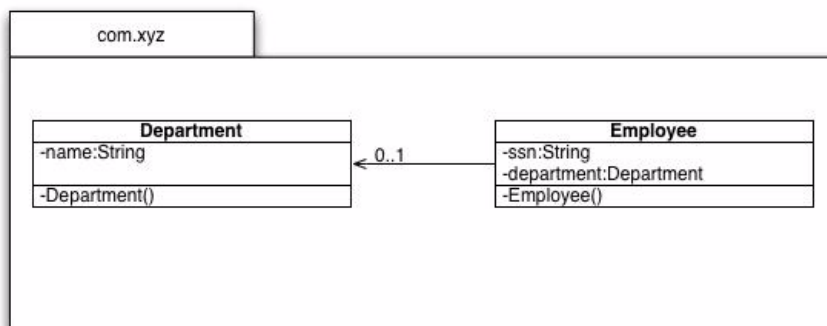 com.xyz
Department
-name:String
-Department()
0..1
Employee
-ssn:String
-department:Department
-Employee()